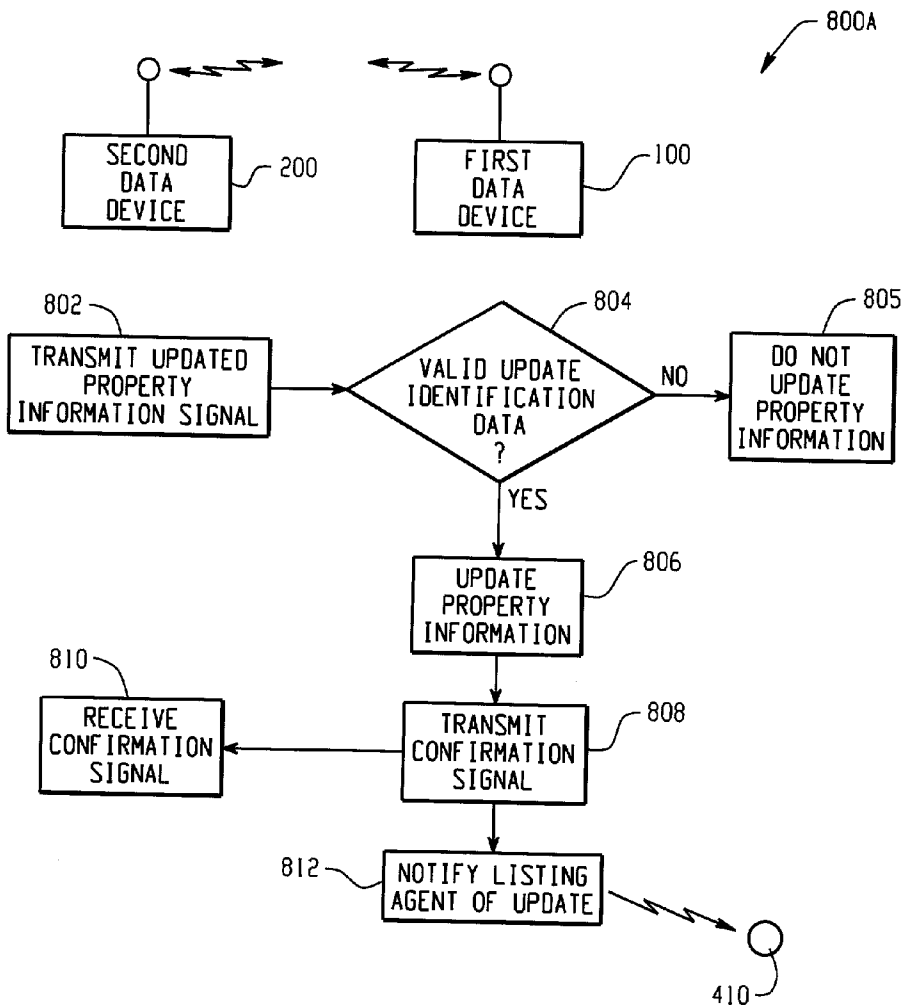 800A
SECOND
DATA
DEVICE
200
FIRST
DATA
DEVICE
100
802
TRANSMIT UPDATED
PROPERTY
INFORMATION SIGNAL
804
VALID UPDATE
IDENTIFICATION
DATA
?
NO
YES
805
DO NOT
UPDATE
PROPERTY
INFORMATION
806
UPDATE
PROPERTY
INFORMATION
810
RECEIVE
CONFIRMATION
SIGNAL
808
TRANSMIT
CONFIRMATION
SIGNAL
812
NOTIFY LISTING
AGENT OF UPDATE
410